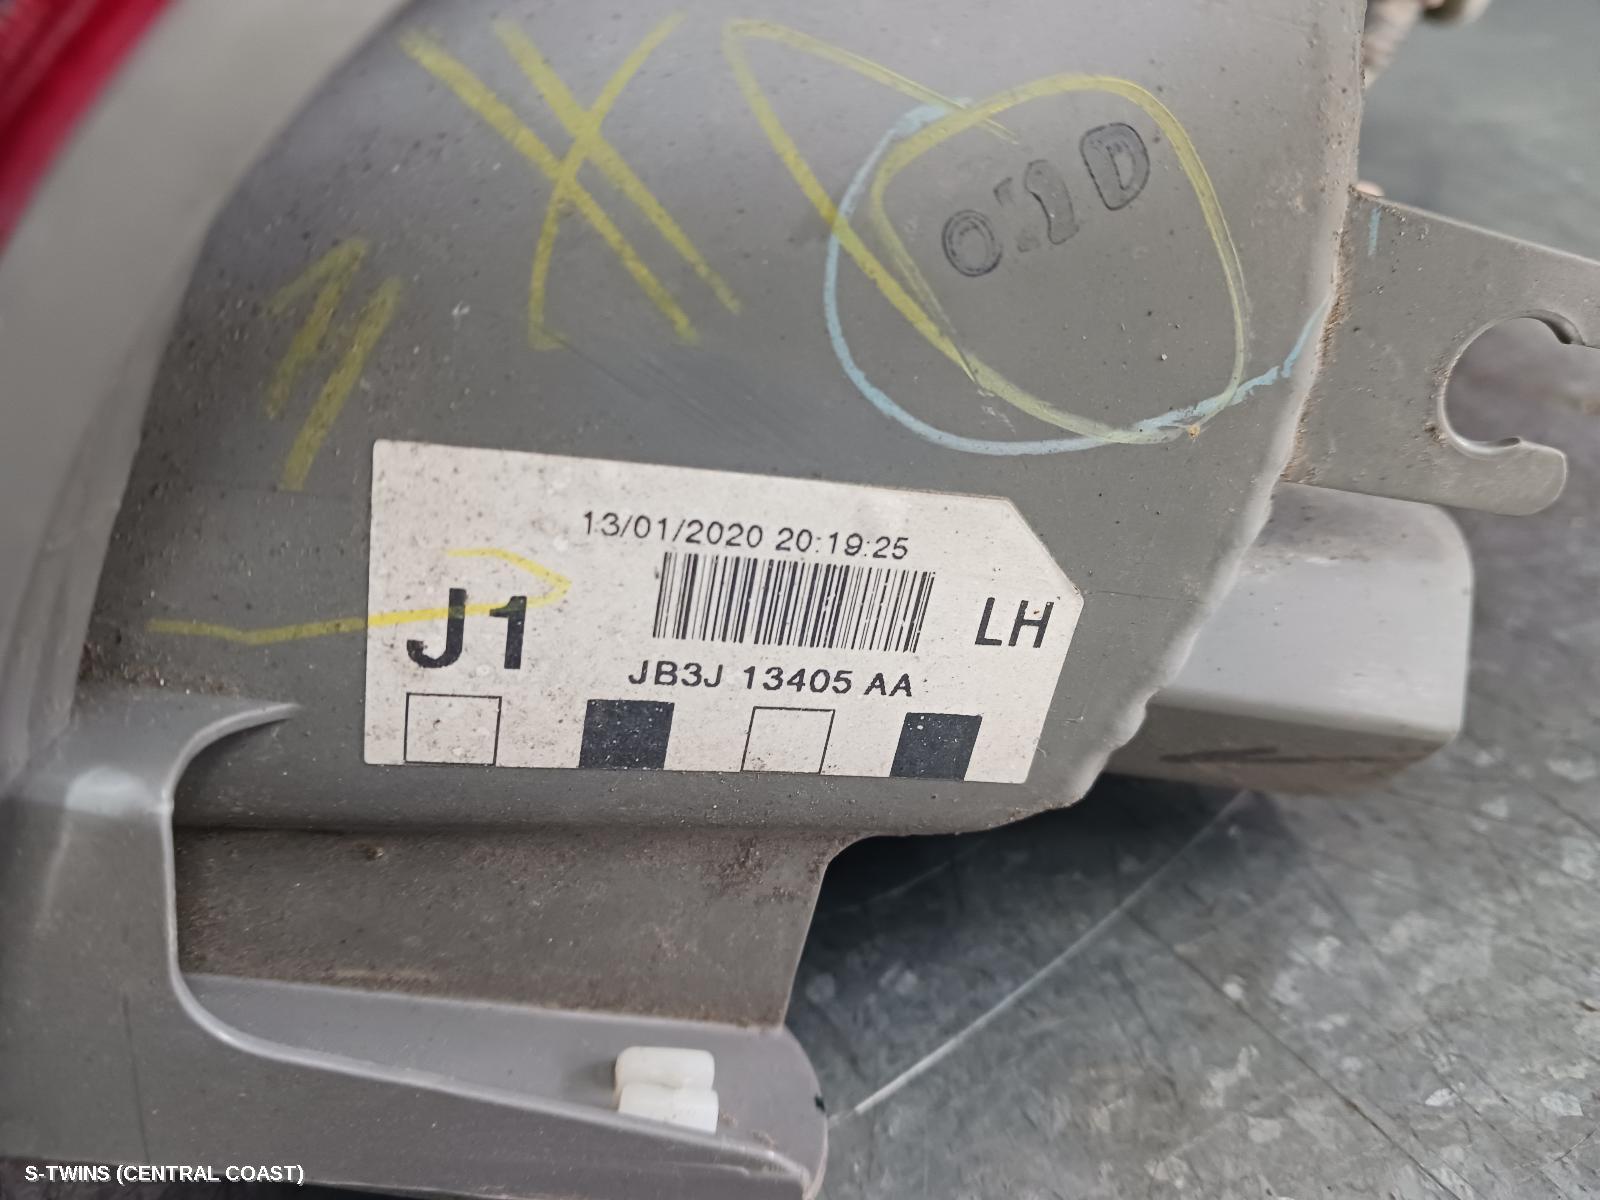 13/01/2020 20:19:25
J1
LH
JB3J 13405 AA
S-TWINS (CENTRAL COAST)